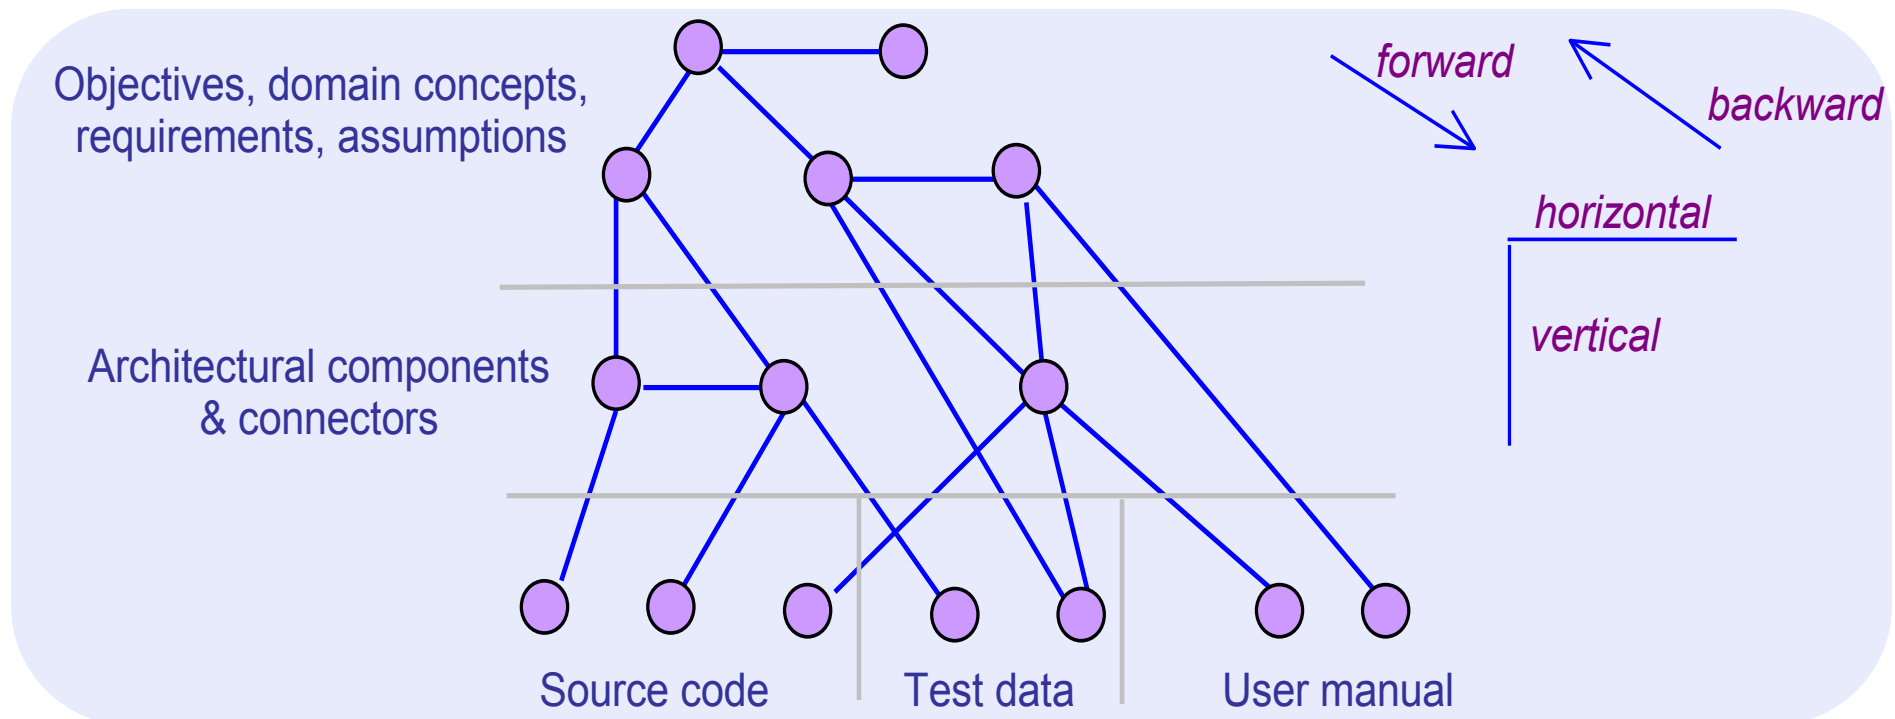 Objectives, domain concepts,
requirements, assumptions
forward
backward
horizontal
vertical
Architectural components
& connectors
Source code
Test data
User manual